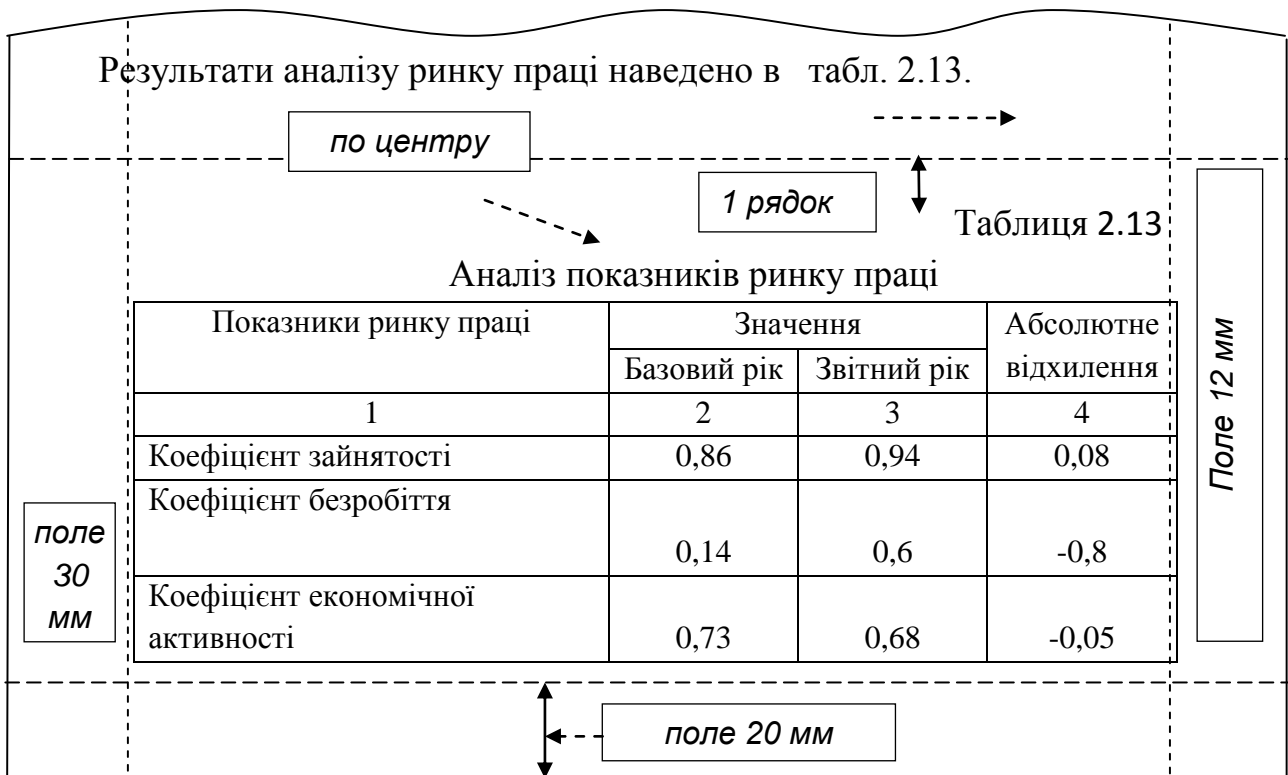 Результати аналізу ринку праці наведено в табл. 2.13.
по центру
1 рядок
Таблиця 2.13
Аналіз показників ринку праці
Показники ринку праці Значення Абсолютне відхилення
Базовий рік Звітний рік
1 2 3 4
Коефіцієнт зайнятості 0,86 0,94 0,08
Коефіцієнт безробіття
0,14 0,6 -0,8
Коефіцієнт економічної
активності 0,73 0,68 -0,05
поле
30
мм
Поле 12 мм
поле 20 мм